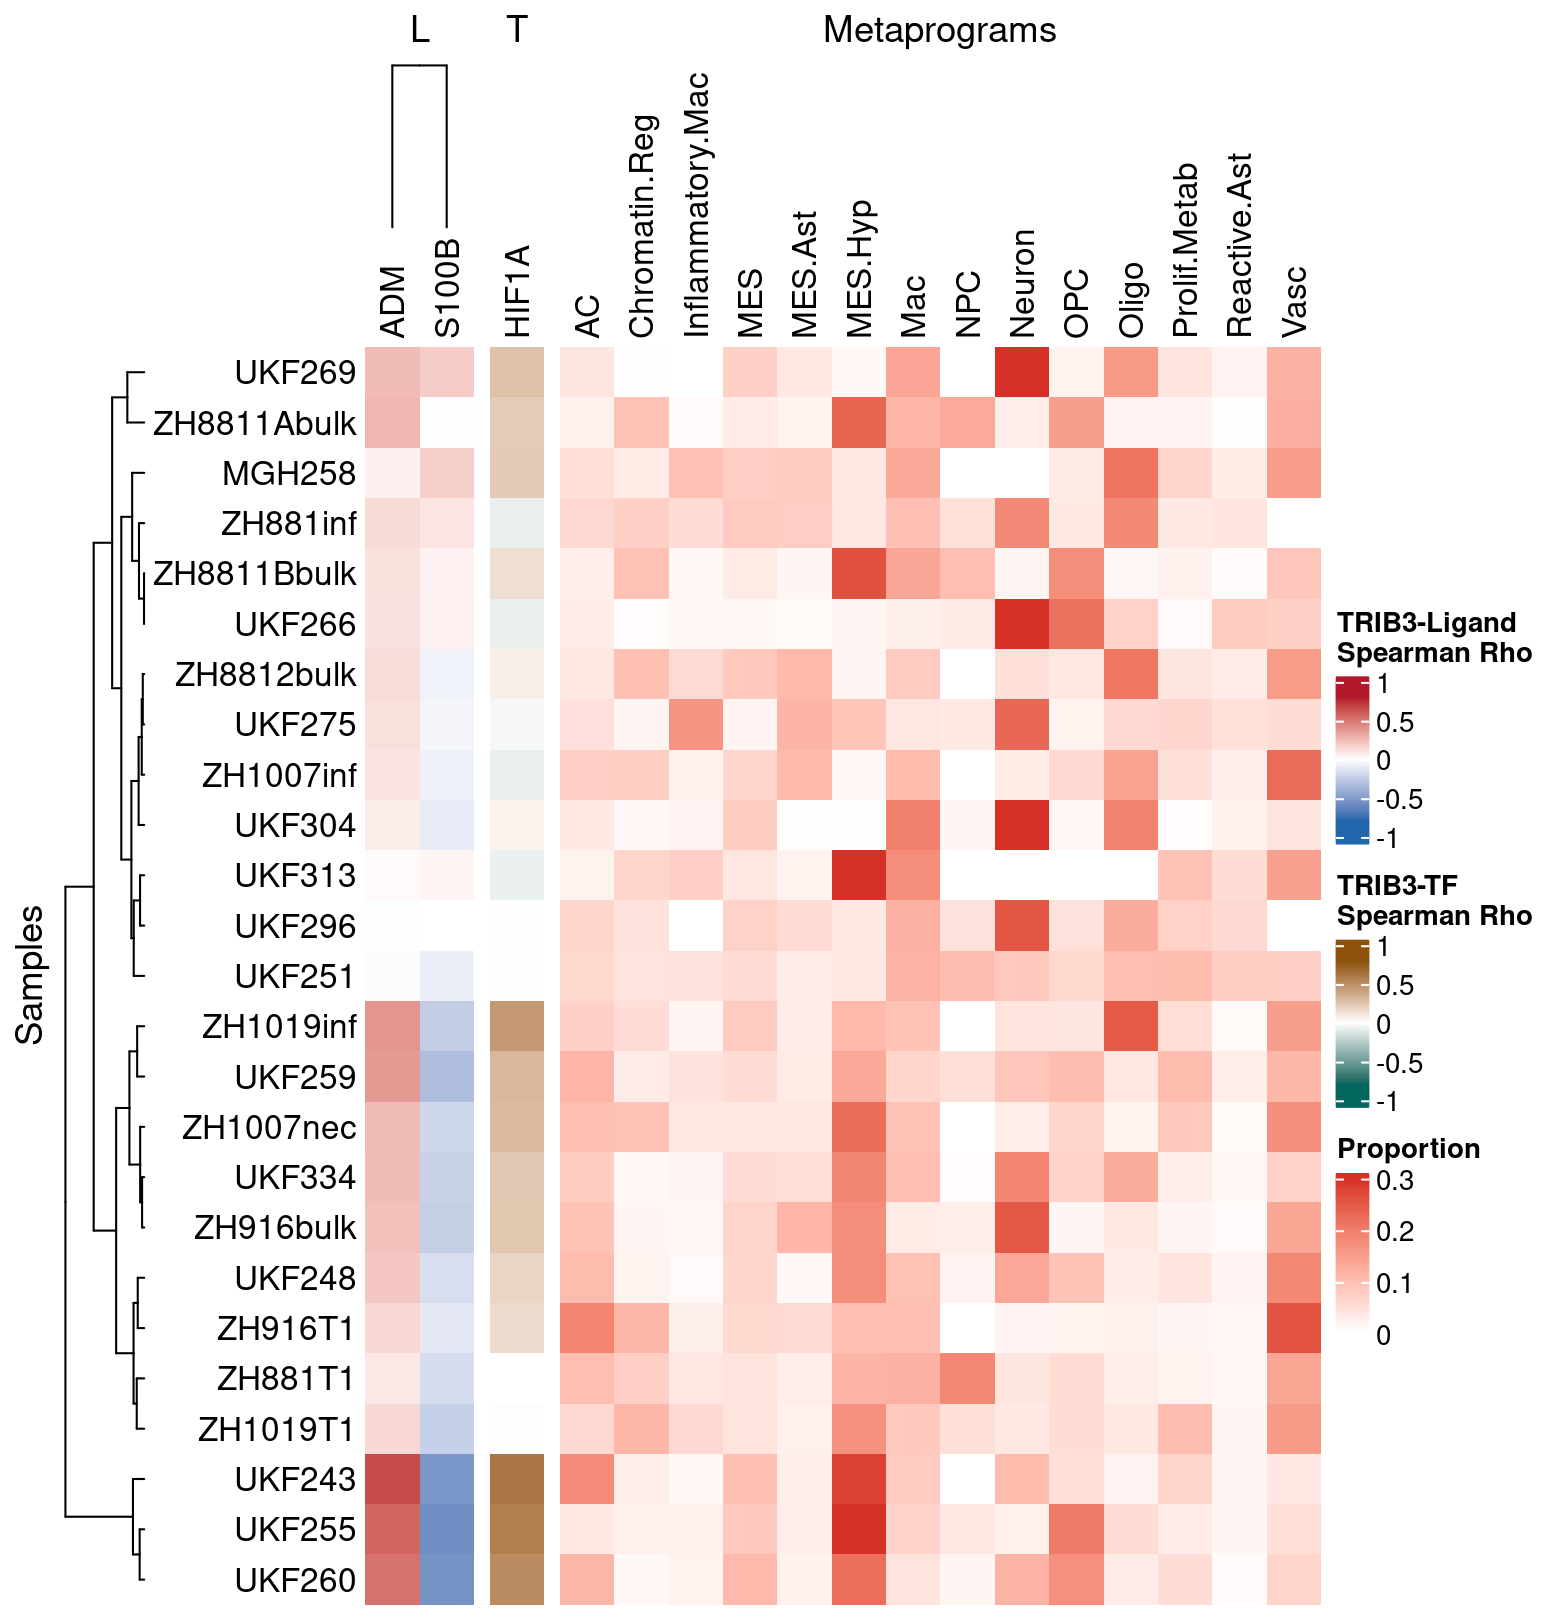 L T Metaprograms
ADM S100B HIF1A AC Chromatin.Reg Inflammatory.Mac MES MES.Ast MES.Hyp Mac NPC Neuron OPC Oligo Prolif.Metab Reactive.Ast Vasc
Samples
UKF269
ZH8811Abulk
MGH258
ZH881inf
ZH8811Bbulk
UKF266
ZH8812bulk
UKF275
ZH1007inf
UKF304
UKF313
UKF296
UKF251
ZH1019inf
UKF259
ZH1007nec
UKF334
ZH916bulk
UKF248
ZH916T1
ZH881T1
ZH1019T1
UKF243
UKF255
UKF260
TRIB3-Ligand
Spearman Rho
1
0.5
0
-0.5
-1
TRIB3-TF
Spearman Rho
1
0.5
0
-0.5
-1
Proportion
0.3
0.2
0.1
0